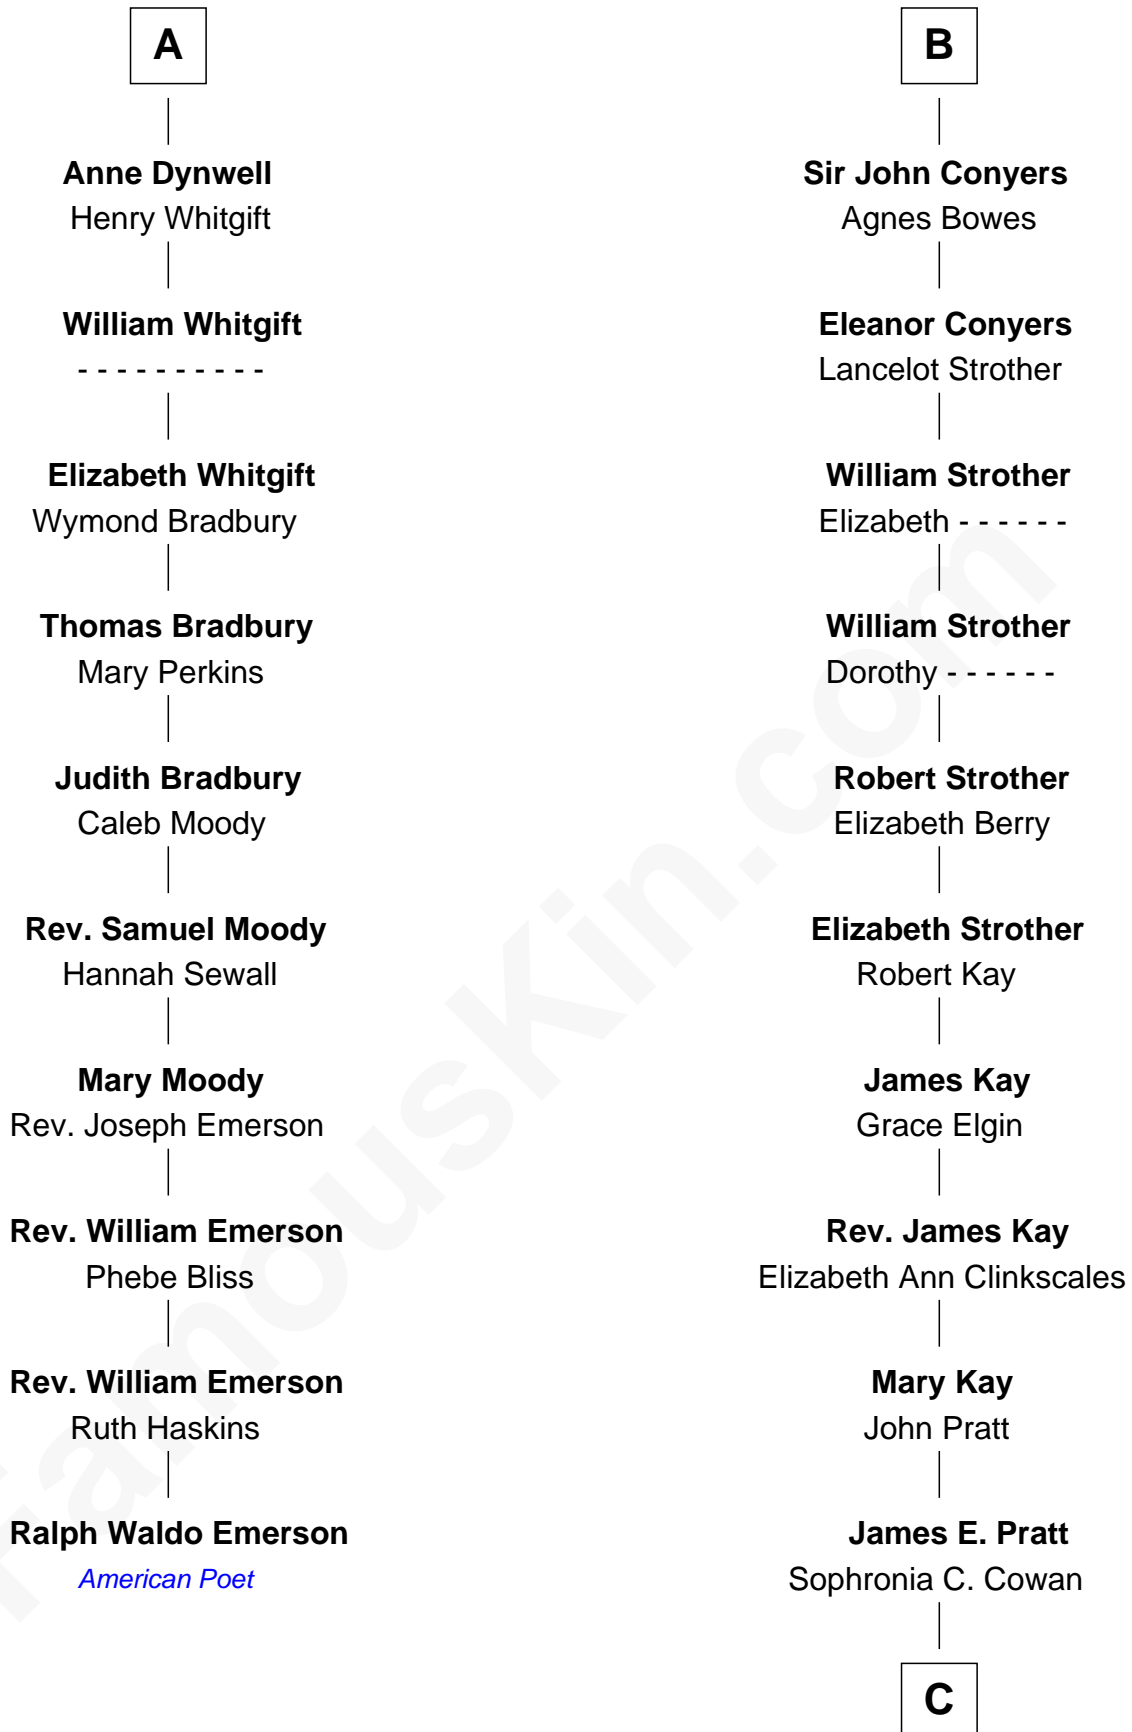 A
Anne Dynwell
Henry Whitgift
William Whitgift
- - - - - - - - - -
Elizabeth Whitgift
Wymond Bradbury
Thomas Bradbury
Mary Perkins
Judith Bradbury
Caleb Moody
Rev. Samuel Moody
Hannah Sewall
Mary Moody
Rev. Joseph Emerson
Rev. William Emerson
Phebe Bliss
Rev. William Emerson
Ruth Haskins
Ralph Waldo Emerson
American Poet
B
Sir John Conyers
Agnes Bowes
Eleanor Conyers
Lancelot Strother
William Strother
Elizabeth - - - - - -
William Strother
Dorothy - - - - - -
Robert Strother
Elizabeth Berry
Elizabeth Strother
Robert Kay
James Kay
Grace Elgin
Rev. James Kay
Elizabeth Ann Clinkscales
Mary Kay
John Pratt
James E. Pratt
Sophronia C. Cowan
C
FamousKin.com